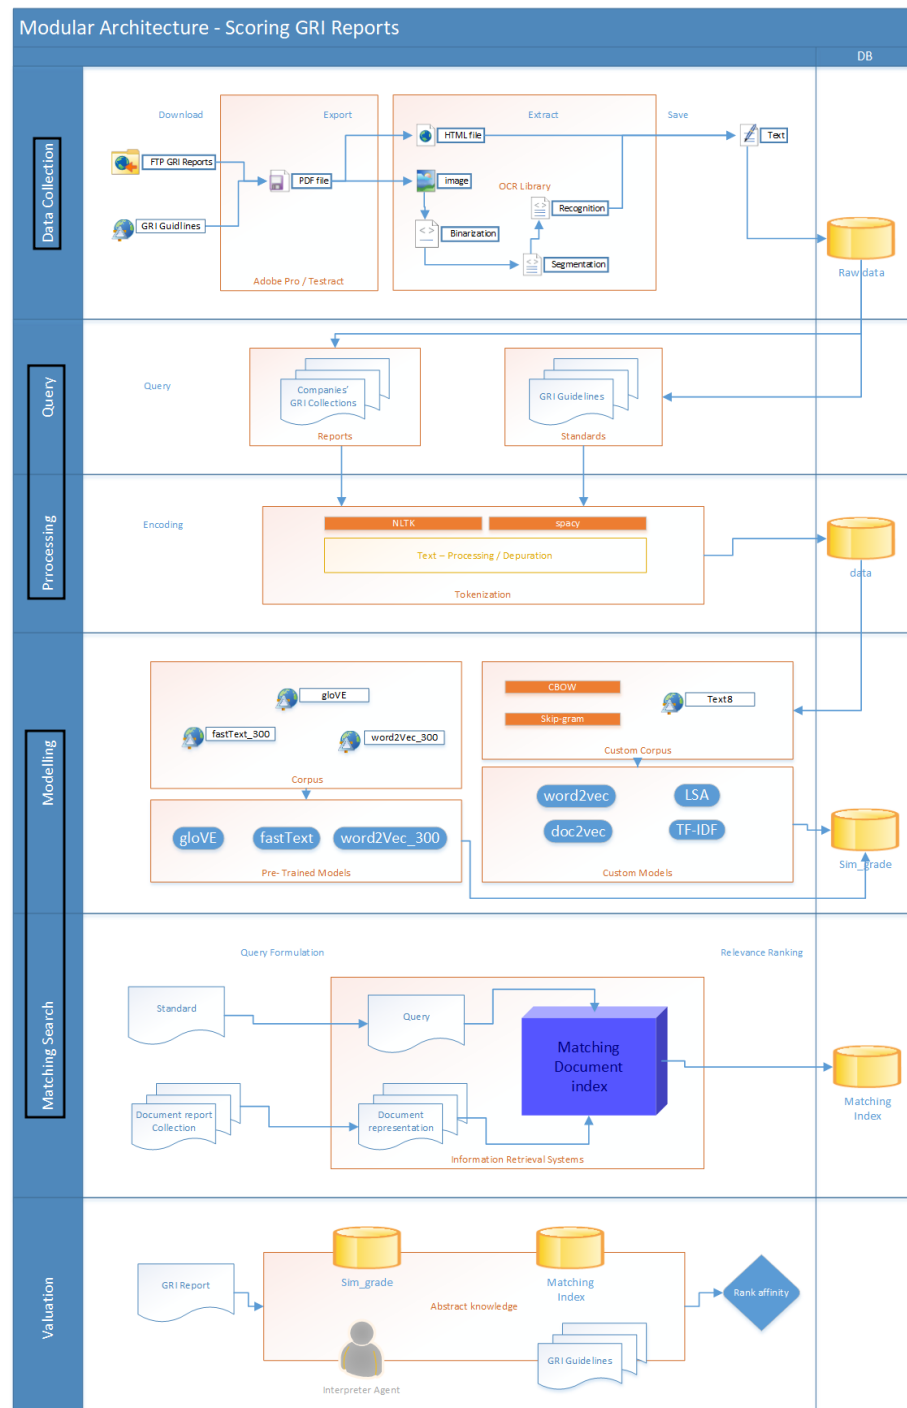 Modular Architecture - Scoring GRI Reports
DB
Data Collection
Download
Export
Extract
Save
FTP GRI Reports
PDF file
HTML file
Text
image
OCR Library
GRI Guidlines
Recognition
Binarization
Segmentation
Adobe Pro / Testract
Raw data
Query
Query
Companies'
GRI Collections
Reports
GRI Guidelines
Standards
Prrocessing
Encoding
NLTK
spacy
Text – Processing / Depuration
Tokenization
data
Modelling
gloVE
fastText_300
word2Vec_300
Corpus
CBOW
Skip-gram
Text8
Custom Corpus
gloVE
fastText
word2Vec_300
Pre- Trained Models
word2vec
LSA
doc2vec
TF-IDF
Custom Models
Sim_grade
Matching Search
Query Formulation
Relevance Ranking
Standard
Query
Matching
Document
index
Document report
Collection
Document
representation
Information Retrieval Systems
Matching
Index
Valuation
GRI Report
Sim_grade
Matching
Index
Abstract knowledge
Rank affinity
Interpreter Agent
GRI Guidelines